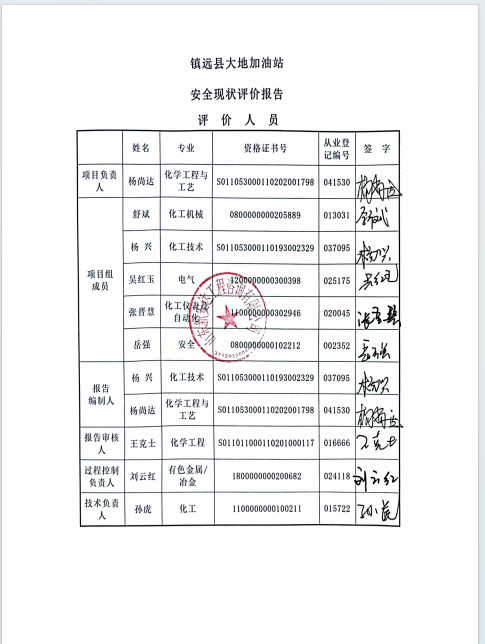 镇远县大地加油站
安全现状评价报告
评 价 人 员
姓名 专业 资格证书号 从业登记编号 签 字
项目负责人 杨尚达 化学工程与工艺 S011053000110202001798 041530 杨尚达
项目组成员 舒斌 化工机械 0800000000205889 013031 舒斌
杨 兴 化工技术 S011053000110193002329 037095 杨兴
吴红玉 电气 1200000000300398 025175 吴红玉
张晋慧 化工仪表及自动化 1100000000302946 020045 张晋慧
岳强 安全 0800000000102212 002352 岳强
报告编制人 杨 兴 化工技术 S011053000110193002329 037095 杨兴
杨尚达 化学工程与工艺 S011053000110202001798 041530 杨尚达
报告审核人 王克士 化学工程 S011011000110201000117 016666 王克士
过程控制负责人 刘云红 有色金属/冶金 1800000000200682 024118 刘云红
技术负责人 孙虎 化工 1100000000100211 015722 孙虎